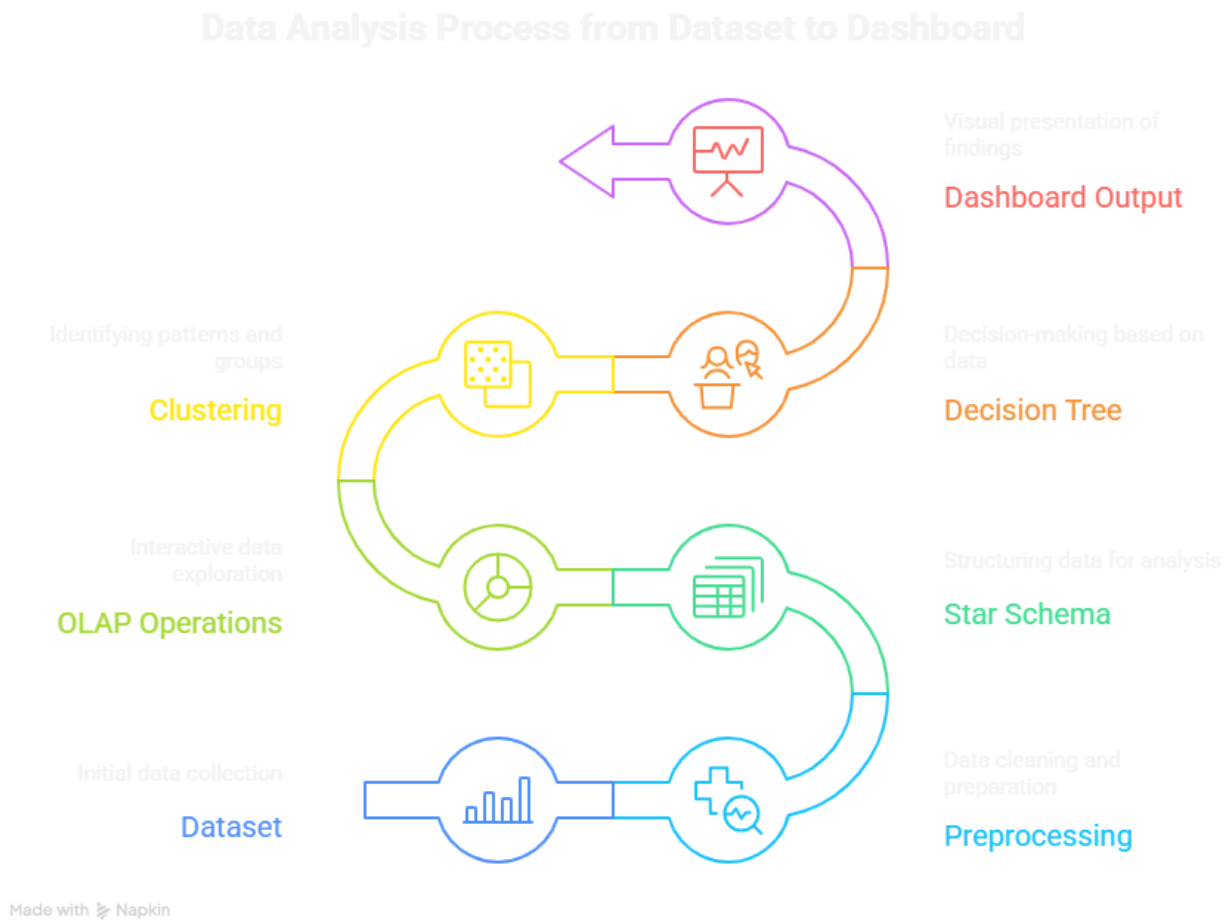 Data Analysis Process from Dataset to Dashboard
Visual presentation of
findings
Dashboard Output
Identifying patterns and
groups
Clustering
Decision-making based on
data
Decision Tree
Interactive data
exploration
OLAP Operations
Structuring data for analysis
Star Schema
Initial data collection
Dataset
Data cleaning and
preparation
Preprocessing
Made with Napkin